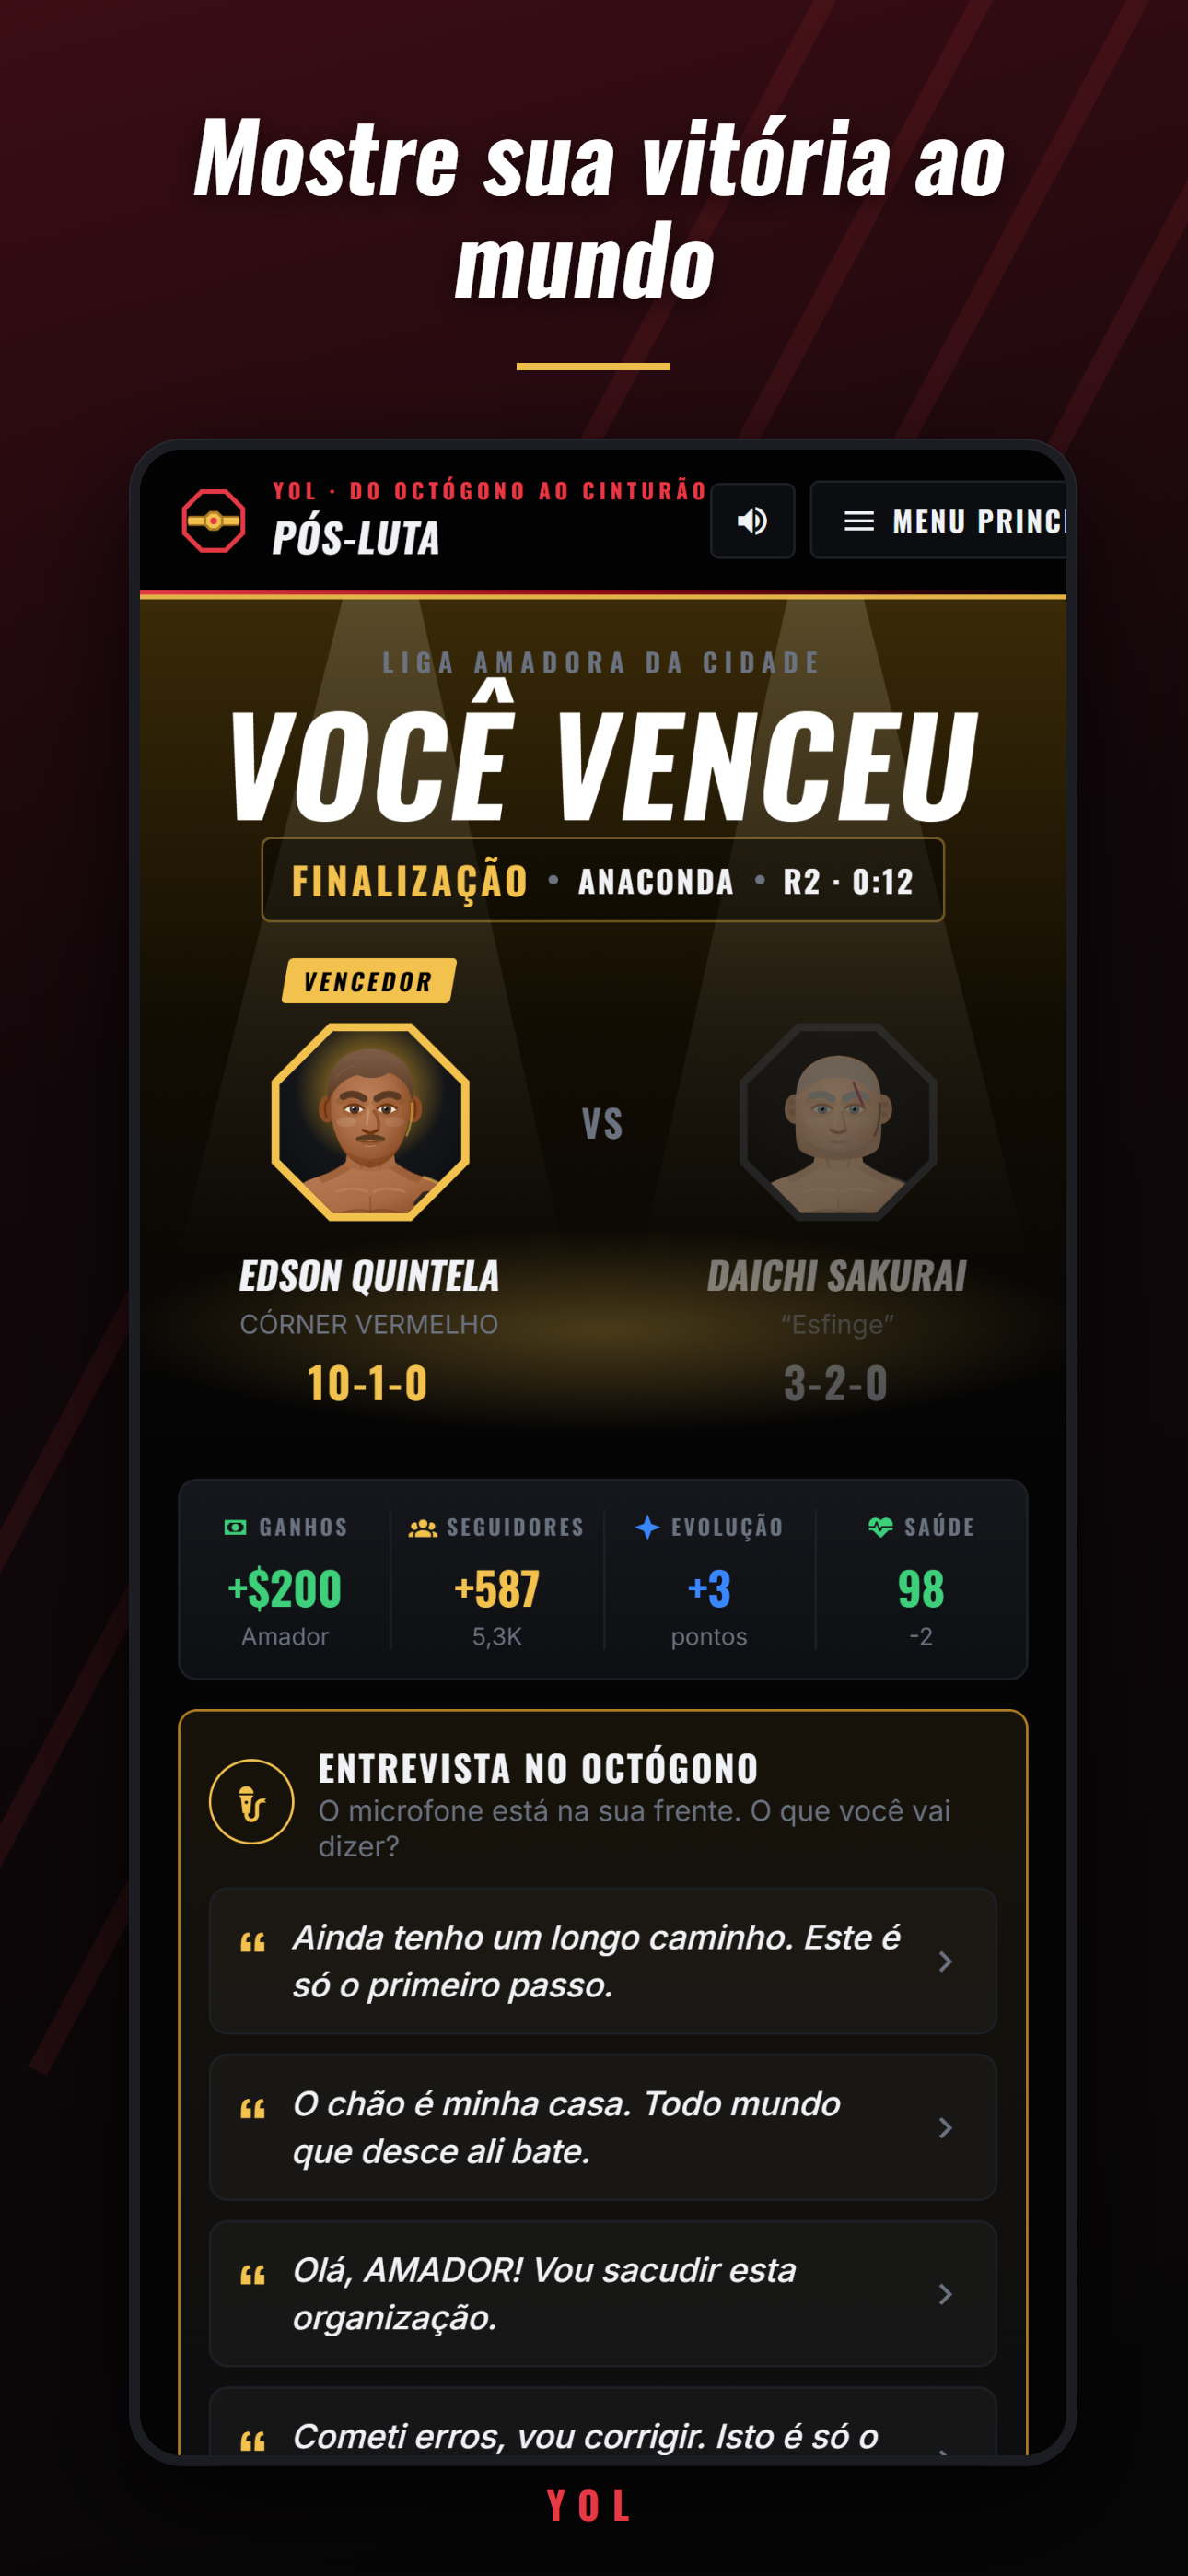 Mostre sua vitória ao
mundo
YOL · DO OCTÓGONO AO CINTURÃO
PÓS-LUTA
MENU PRINCI
LIGA AMADORA DA CIDADE
VOCÊ VENCEU
FINALIZAÇÃO • ANACONDA • R2 · 0:12
VENCEDOR
VS
EDSON QUINTELA
CÓRNER VERMELHO
10-1-0
DAICHI SAKURAI
“Esfinge”
3-2-0
GANHOS
+$200
Amador
SEGUIDORES
+587
5,3K
EVOLUÇÃO
+3
pontos
SAÚDE
98
-2
ENTREVISTA NO OCTÓGONO
O microfone está na sua frente. O que você vai
dizer?
Ainda tenho um longo caminho. Este é
só o primeiro passo.
O chão é minha casa. Todo mundo
que desce ali bate.
Olá, AMADOR! Vou sacudir esta
organização.
Cometi erros, vou corrigir. Isto é só o
YOL